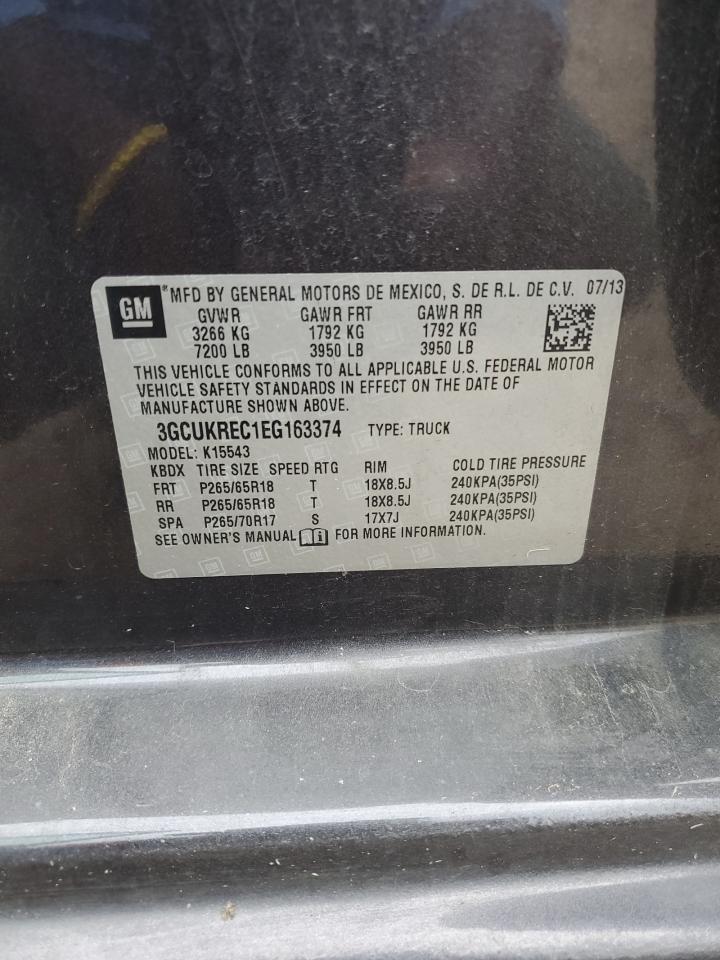 GM *MFD BY GENERAL MOTORS DE MEXICO, S. DE R.L. DE C.V. 07/13
GVWR GAWR FRT GAWR RR
3266 KG 1792 KG 1792 KG
7200 LB 3950 LB 3950 LB
THIS VEHICLE CONFORMS TO ALL APPLICABLE U.S. FEDERAL MOTOR
VEHICLE SAFETY STANDARDS IN EFFECT ON THE DATE OF
MANUFACTURE SHOWN ABOVE.
3GCUKREC1EG163374 TYPE: TRUCK
MODEL: K15543
KBDX TIRE SIZE SPEED RTG RIM COLD TIRE PRESSURE
FRT P265/65R18 T 18X8.5J 240KPA(35PSI)
RR P265/65R18 T 18X8.5J 240KPA(35PSI)
SPA P265/70R17 S 17X7J 240KPA(35PSI)
SEE OWNER'S MANUAL i FOR MORE INFORMATION.